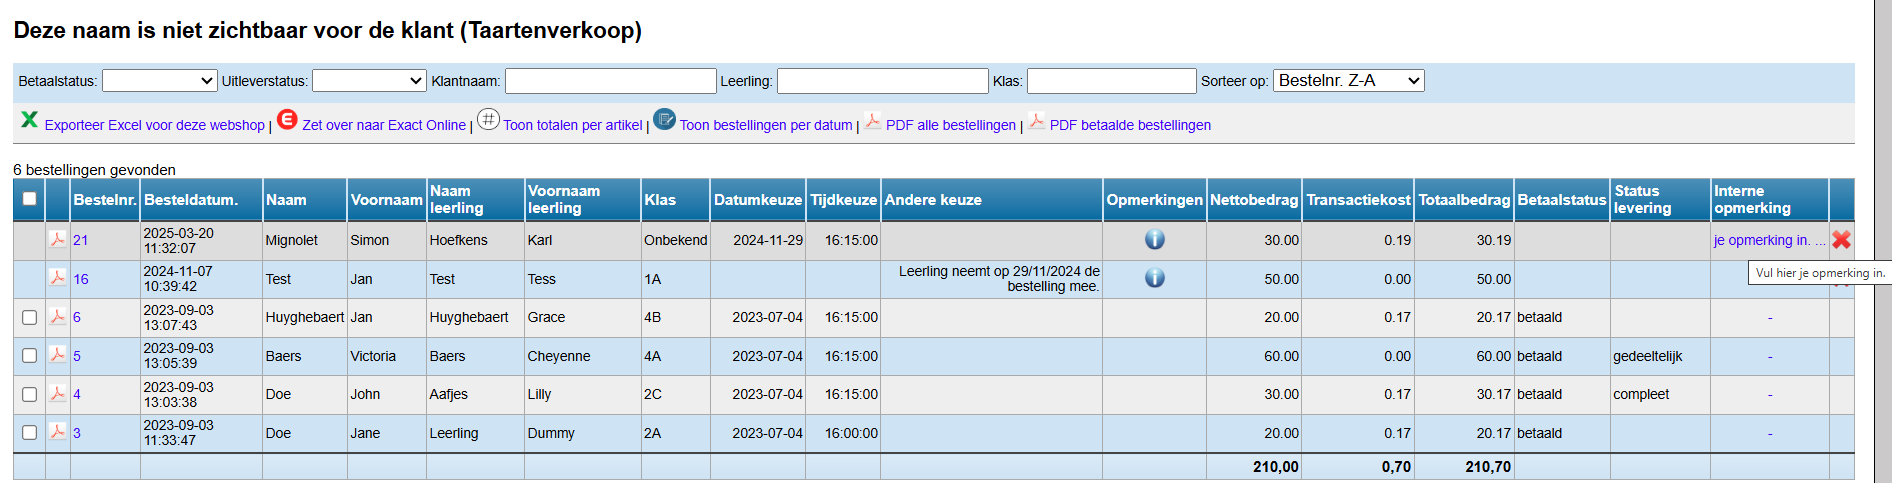 Deze naam is niet zichtbaar voor de klant (Taartenverkoop)
Betaalstatus: Uitleverstatus: Klantnaam: Leerling: Klas: Sorteer op: Bestelnr. Z-A
Exporteer Excel voor deze webshop | Zet over naar Exact Online | Toon totalen per artikel | Toon bestellingen per datum | PDF alle bestellingen | PDF betaalde bestellingen
6 bestellingen gevonden
Bestelnr. Besteldatum. Naam Voornaam Naam leerling Voornaam leerling Klas Datumkeuze Tijdkeuze Andere keuze Opmerkingen Nettobedrag Transactiekost Totaalbedrag Betaalstatus Status levering Interne opmerking
21 2025-03-20 11:32:07 Mignolet Simon Hoefkens Karl Onbekend 2024-11-29 16:15:00 30.00 0.19 30.19 je opmerking in. ...
16 2024-11-07 10:39:42 Test Jan Test Tess 1A Leerling neemt op 29/11/2024 de bestelling mee. 50.00 0.00 50.00
Vul hier je opmerking in.
6 2023-09-03 13:07:43 Huyghebaert Jan Huyghebaert Grace 4B 2023-07-04 16:15:00 20.00 0.17 20.17 betaald -
5 2023-09-03 13:05:39 Baers Victoria Baers Cheyenne 4A 2023-07-04 16:15:00 60.00 0.00 60.00 betaald gedeeltelijk -
4 2023-09-03 13:03:38 Doe John Aafjes Lilly 2C 2023-07-04 16:15:00 30.00 0.17 30.17 betaald compleet -
3 2023-09-03 11:33:47 Doe Jane Leerling Dummy 2A 2023-07-04 16:00:00 20.00 0.17 20.17 betaald -
210,00 0,70 210,70